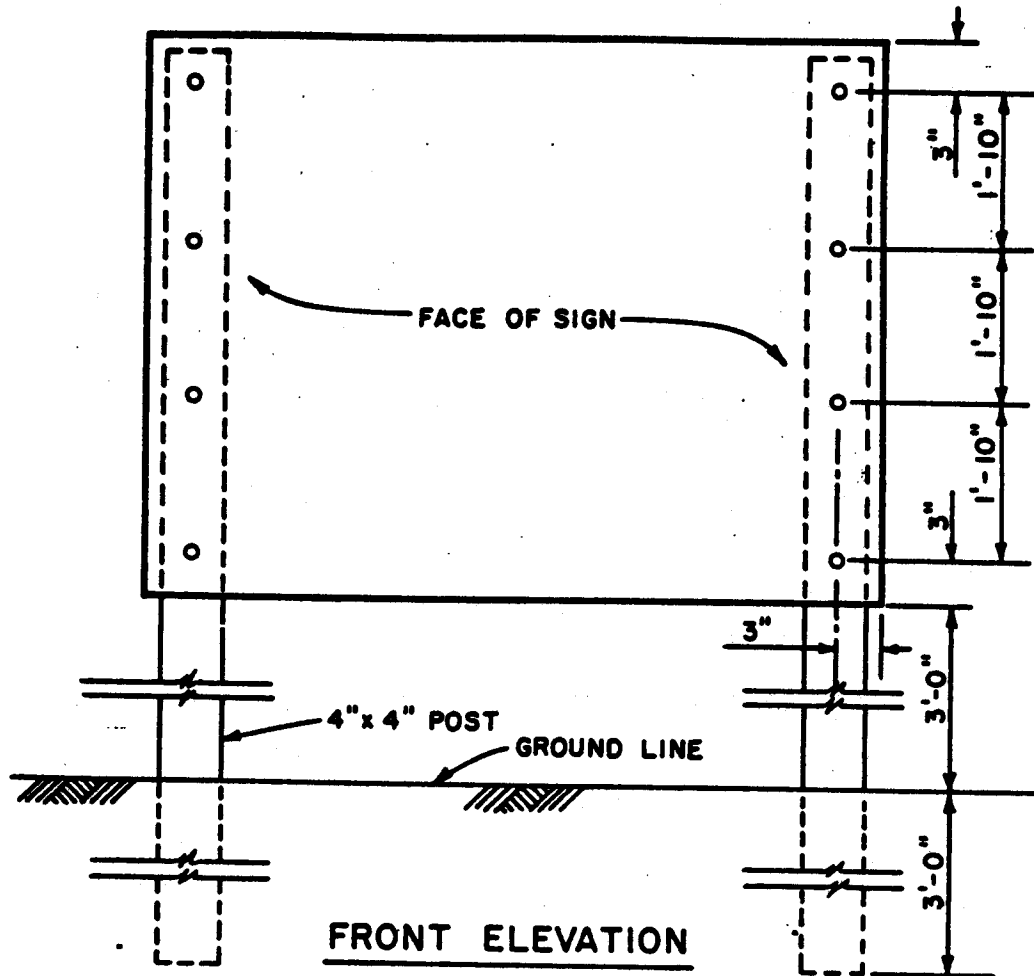 3"
1'-10"
FACE OF SIGN
1'-10"
1'-10"
3"
3"
3'-0"
4" x 4" POST
GROUND LINE
3'-0"
FRONT ELEVATION